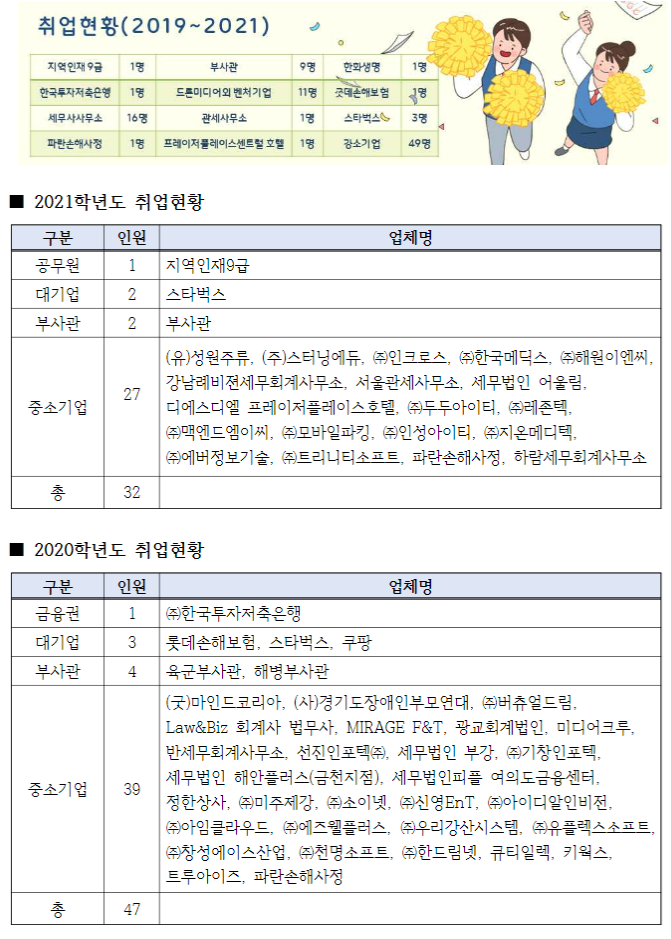 취업현황(2019~2021)
지역인재 9급 1명 부사관 9명 한화생명 1명
한국투자저축은행 1명 드론미디어외 벤처기업 11명 굿데손해보험 1명
세무사사무소 16명 관세사무소 1명 스타벅스 3명
파란손해사정 1명 프레이저플레이스센트럴 호텔 1명 강소기업 49명
■ 2021학년도 취업현황
구분 인원 업체명
공무원 1 지역인재9급
대기업 2 스타벅스
부사관 2 부사관
중소기업 27 (유)성원주류, (주)스터닝에듀, ㈜인크로스, ㈜한국메딕스, ㈜해원이엔씨,
강남레비젼세무회계사무소, 서울관세사무소, 세무법인 어울림,
디에스디엘 프레이저플레이스호텔, ㈜두두아이티, ㈜레존텍,
㈜맥엔드엠이씨, ㈜모바일파킹, ㈜인성아이티, ㈜지온메디텍,
㈜에버정보기술, ㈜트리니티소프트, 파란손해사정, 하람세무회계사무소
총 32
■ 2020학년도 취업현황
구분 인원 업체명
금융권 1 ㈜한국투자저축은행
대기업 3 롯데손해보험, 스타벅스, 쿠팡
부사관 4 육군부사관, 해병부사관
중소기업 39 (굿)마인드코리아, (사)경기도장애인부모연대, ㈜버츄얼드림,
Law&Biz 회계사 법무사, MIRAGE F&T, 광교회계법인, 미디어크루,
반세무회계사무소, 선진인포텍㈜, 세무법인 부강, ㈜기창인포텍,
세무법인 해안플러스(금천지점), 세무법인피플 여의도금융센터,
정한상사, ㈜미주제강, ㈜소이넷, ㈜신영EnT, ㈜아이디알인비전,
㈜아임클라우드, ㈜에즈웰플러스, ㈜우리강산시스템, ㈜유플렉스소프트,
㈜창성에이스산업, ㈜천명소프트, ㈜한드림넷, 큐티일렉, 키웍스,
트루아이즈, 파란손해사정
총 47